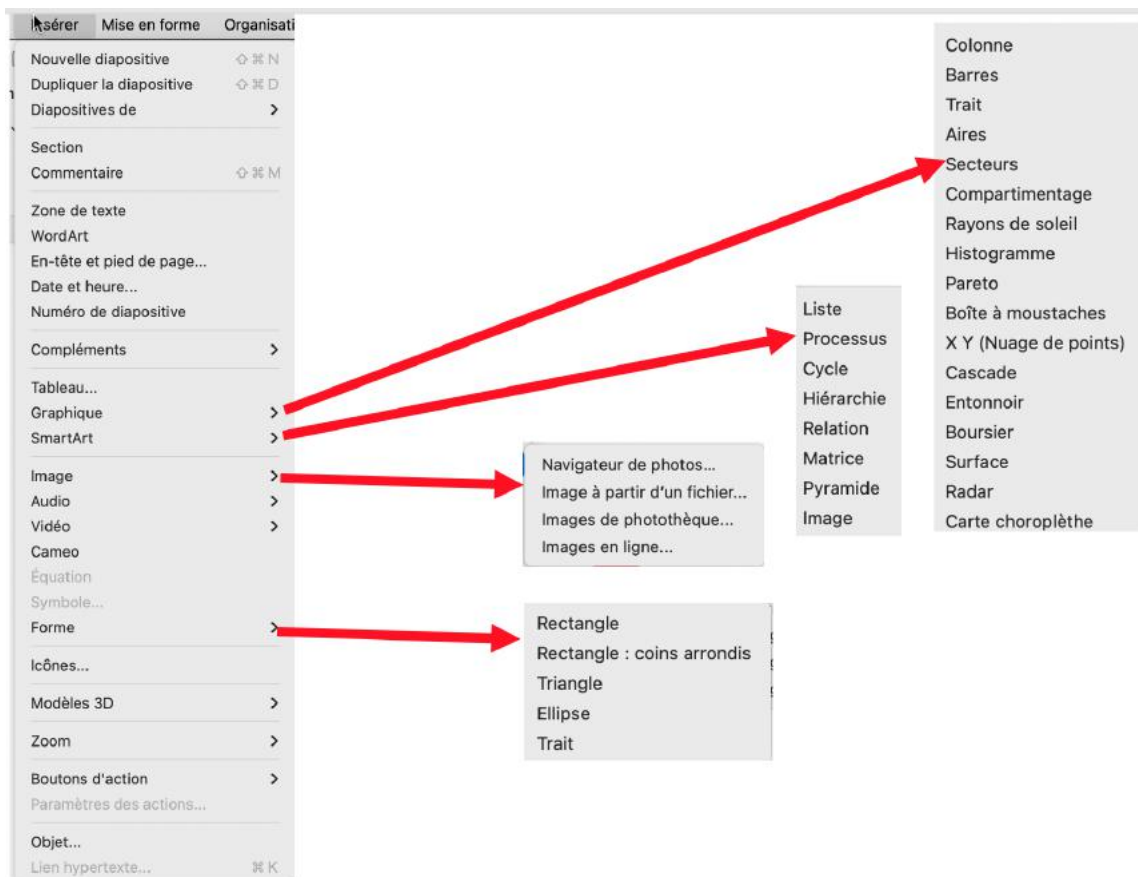 Insérer Mise en forme Organisati
Nouvelle diapositive ⇧⌘N
Dupliquer la diapositive ⇧⌘D
Diapositives de >
Section
Commentaire ⇧⌘M
Zone de texte
WordArt
En-tête et pied de page...
Date et heure...
Numéro de diapositive
Compléments >
Tableau...
Graphique >
SmartArt >
Image >
Audio >
Vidéo >
Cameo
Équation
Symbole...
Forme >
Icônes...
Modèles 3D >
Zoom >
Boutons d'action >
Paramètres des actions...
Objet...
Lien hypertexte... ⌘K
Navigateur de photos...
Image à partir d'un fichier...
Images de photothèque...
Images en ligne...
Rectangle
Rectangle : coins arrondis
Triangle
Ellipse
Trait
Liste
Processus
Cycle
Hiérarchie
Relation
Matrice
Pyramide
Image
Colonne
Barres
Trait
Aires
Secteurs
Compartimentage
Rayons de soleil
Histogramme
Pareto
Boîte à moustaches
X Y (Nuage de points)
Cascade
Entonnoir
Boursier
Surface
Radar
Carte choroplèthe